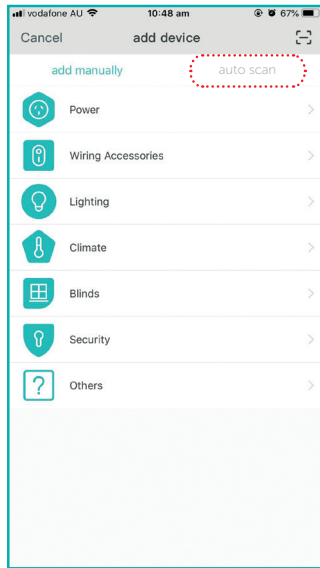 vodafone AU 10:48 am 67%
Cancel add device
add manually auto scan
Power
Wiring Accessories
Lighting
Climate
Blinds
Security
? Others